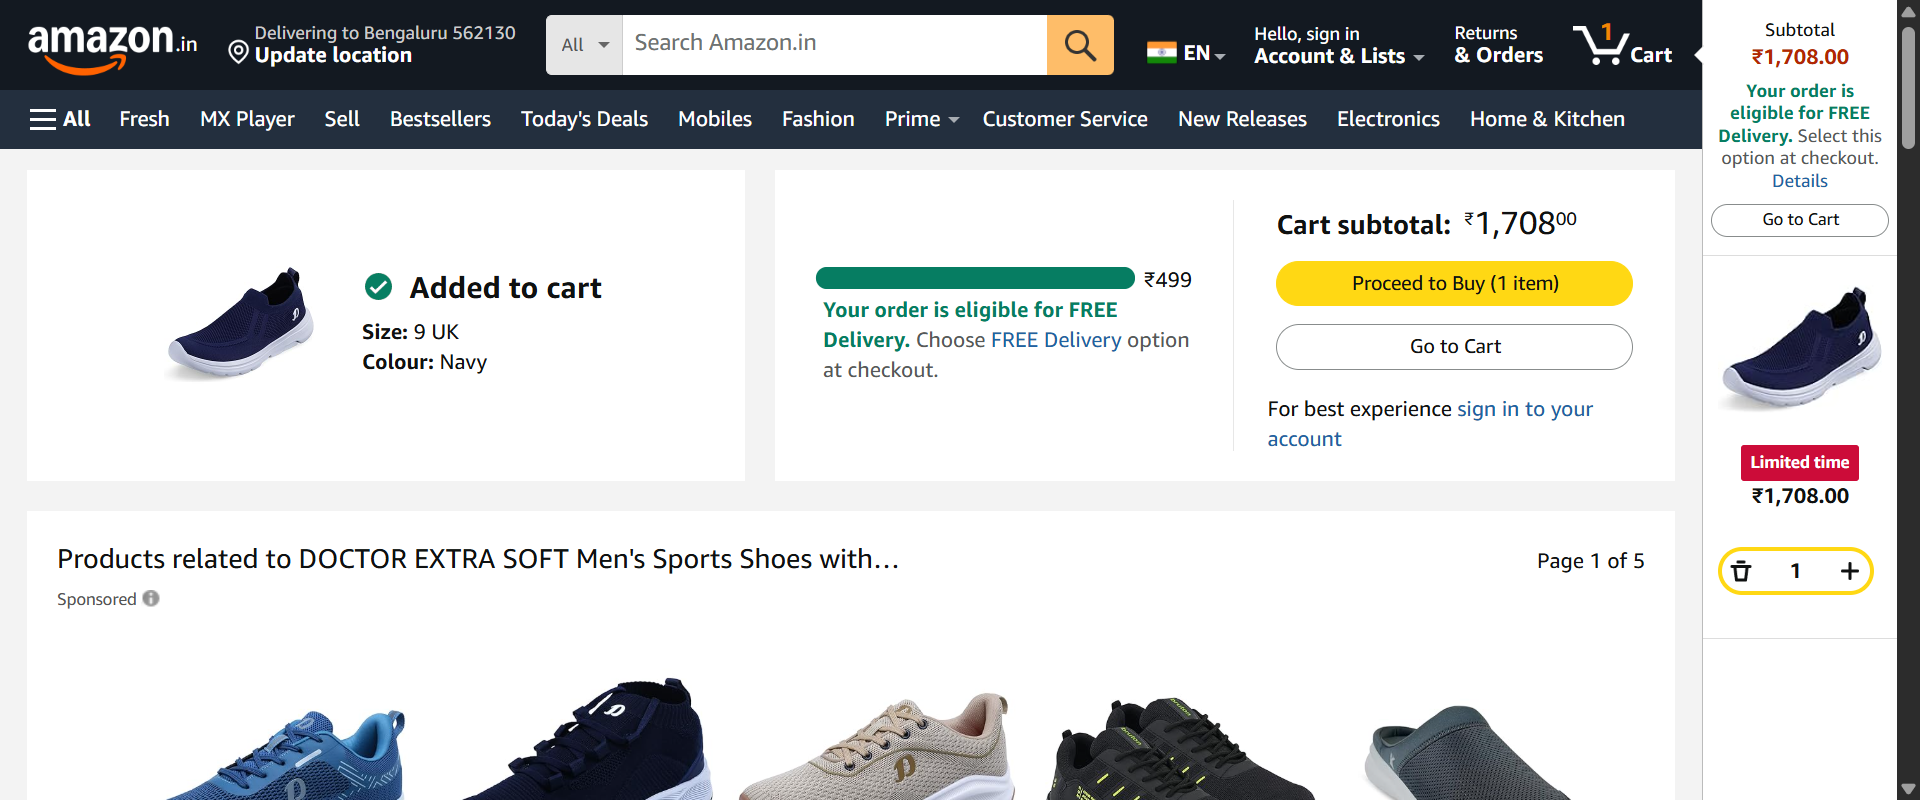 amazon.in
Delivering to Bengaluru 562130
Update location
All
Search Amazon.in
EN
Hello, sign in
Account & Lists
Returns
& Orders
1
Cart
All
Fresh
MX Player
Sell
Bestsellers
Today's Deals
Mobiles
Fashion
Prime
Customer Service
New Releases
Electronics
Home & Kitchen
Added to cart
Size: 9 UK
Colour: Navy
₹499
Your order is eligible for FREE
Delivery. Choose FREE Delivery option
at checkout.
Cart subtotal: ₹1,70800
Proceed to Buy (1 item)
Go to Cart
For best experience sign in to your
account
Products related to DOCTOR EXTRA SOFT Men's Sports Shoes with…
Page 1 of 5
Sponsored
Subtotal
₹1,708.00
Your order is
eligible for FREE
Delivery. Select this
option at checkout.
Details
Go to Cart
Limited time
₹1,708.00
1